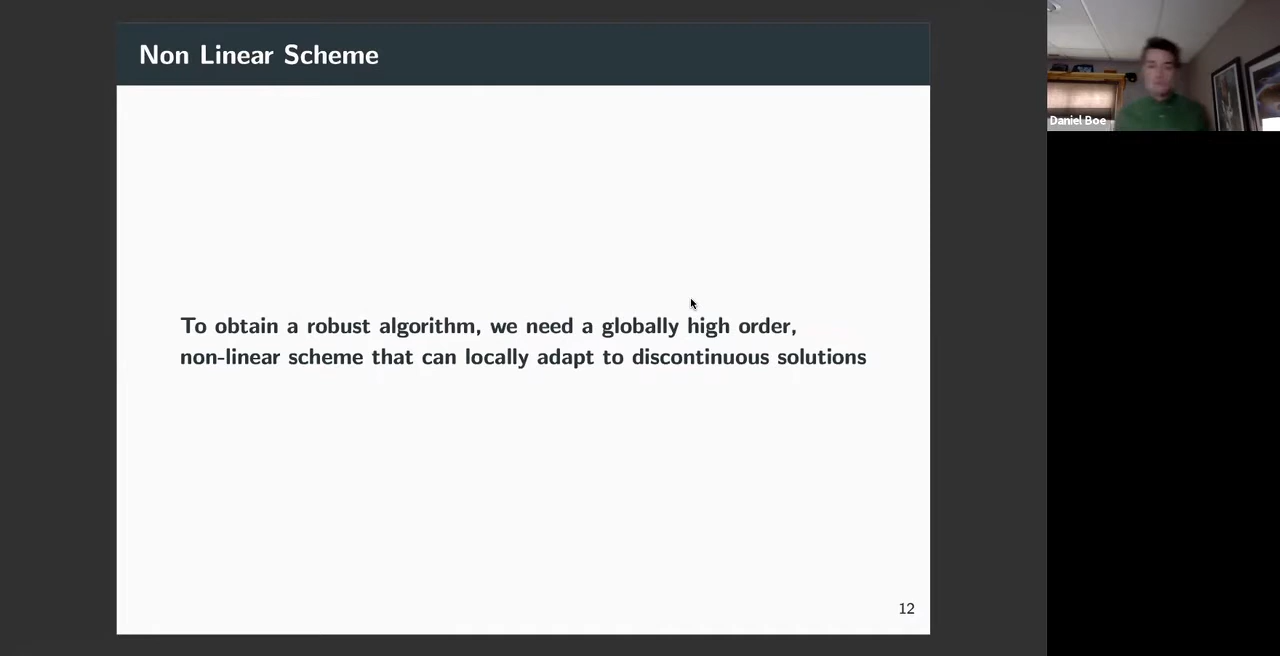 Non Linear Scheme
To obtain a robust algorithm, we need a globally high order,
non-linear scheme that can locally adapt to discontinuous solutions
12
Daniel Boe